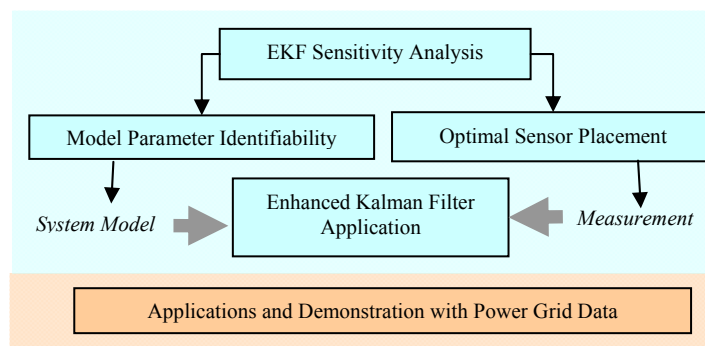 EKF Sensitivity Analysis
Model Parameter Identifiability
Optimal Sensor Placement
System Model
Enhanced Kalman Filter
Application
Measurement
Applications and Demonstration with Power Grid Data